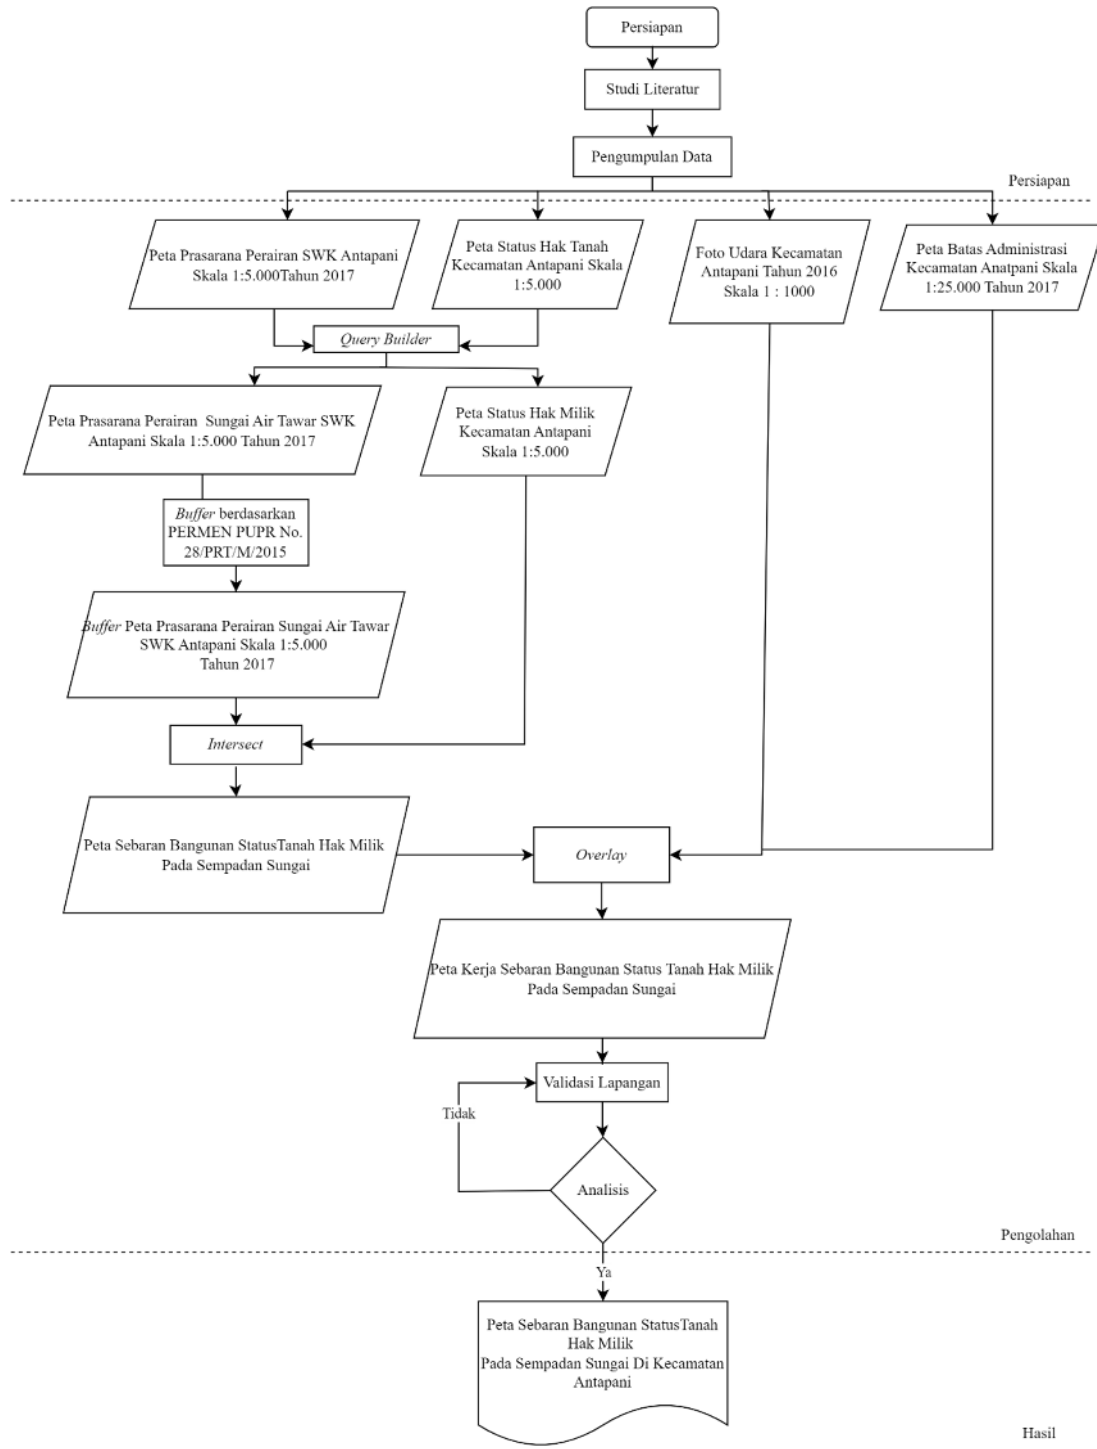 Persiapan
Studi Literatur
Pengumpulan Data
Persiapan
Peta Prasarana Perairan SWK Antapani
Skala 1:5.000Tahun 2017
Peta Status Hak Tanah
Kecamatan Antapani Skala
1:5.000
Foto Udara Kecamatan
Antapani Tahun 2016
Skala 1 : 1000
Peta Batas Administrasi
Kecamatan Anatpani Skala
1:25.000 Tahun 2017
Query Builder
Peta Prasarana Perairan Sungai Air Tawar SWK
Antapani Skala 1:5.000 Tahun 2017
Peta Status Hak Milik
Kecamatan Antapani
Skala 1:5.000
Buffer berdasarkan
PERMEN PUPR No.
28/PRT/M/2015
Buffer Peta Prasarana Perairan Sungai Air Tawar
SWK Antapani Skala 1:5.000
Tahun 2017
Intersect
Peta Sebaran Bangunan StatusTanah Hak Milik
Pada Sempadan Sungai
Overlay
Peta Kerja Sebaran Bangunan Status Tanah Hak Milik
Pada Sempadan Sungai
Validasi Lapangan
Tidak
Analisis
Pengolahan
Ya
Peta Sebaran Bangunan StatusTanah
Hak Milik
Pada Sempadan Sungai Di Kecamatan
Antapani
Hasil